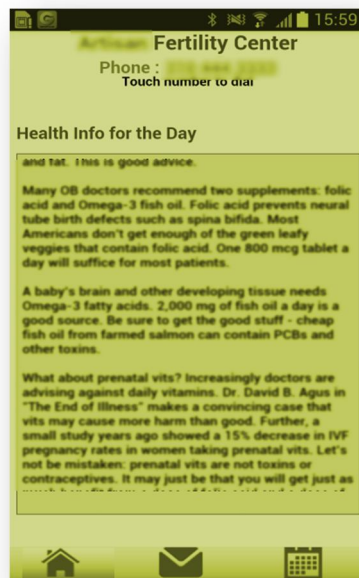 15:59
Fertility Center
Phone :
Touch number to dial
Health Info for the Day
and fat. This is good advice.
Many OB doctors recommend two supplements: folic
acid and Omega-3 fish oil. Folic acid prevents neural
tube birth defects such as spina bifida. Most
Americans don't get enough of the green leafy
veggies that contain folic acid. One 800 mcg tablet a
day will suffice for most patients.
A baby's brain and other developing tissue needs
Omega-3 fatty acids. 2,000 mg of fish oil a day is a
good source. Be sure to get the good stuff - cheap
fish oil from farmed salmon can contain PCBs and
other toxins.
What about prenatal vits? Increasingly doctors are
advising against daily vitamins. Dr. David B. Agus in
"The End of Illness" makes a convincing case that
vits may cause more harm than good. Further, a
small study years ago showed a 15% decrease in IVF
pregnancy rates in women taking prenatal vits. Let's
not be mistaken: prenatal vits are not toxins or
contraceptives. It may just be that you will get just as